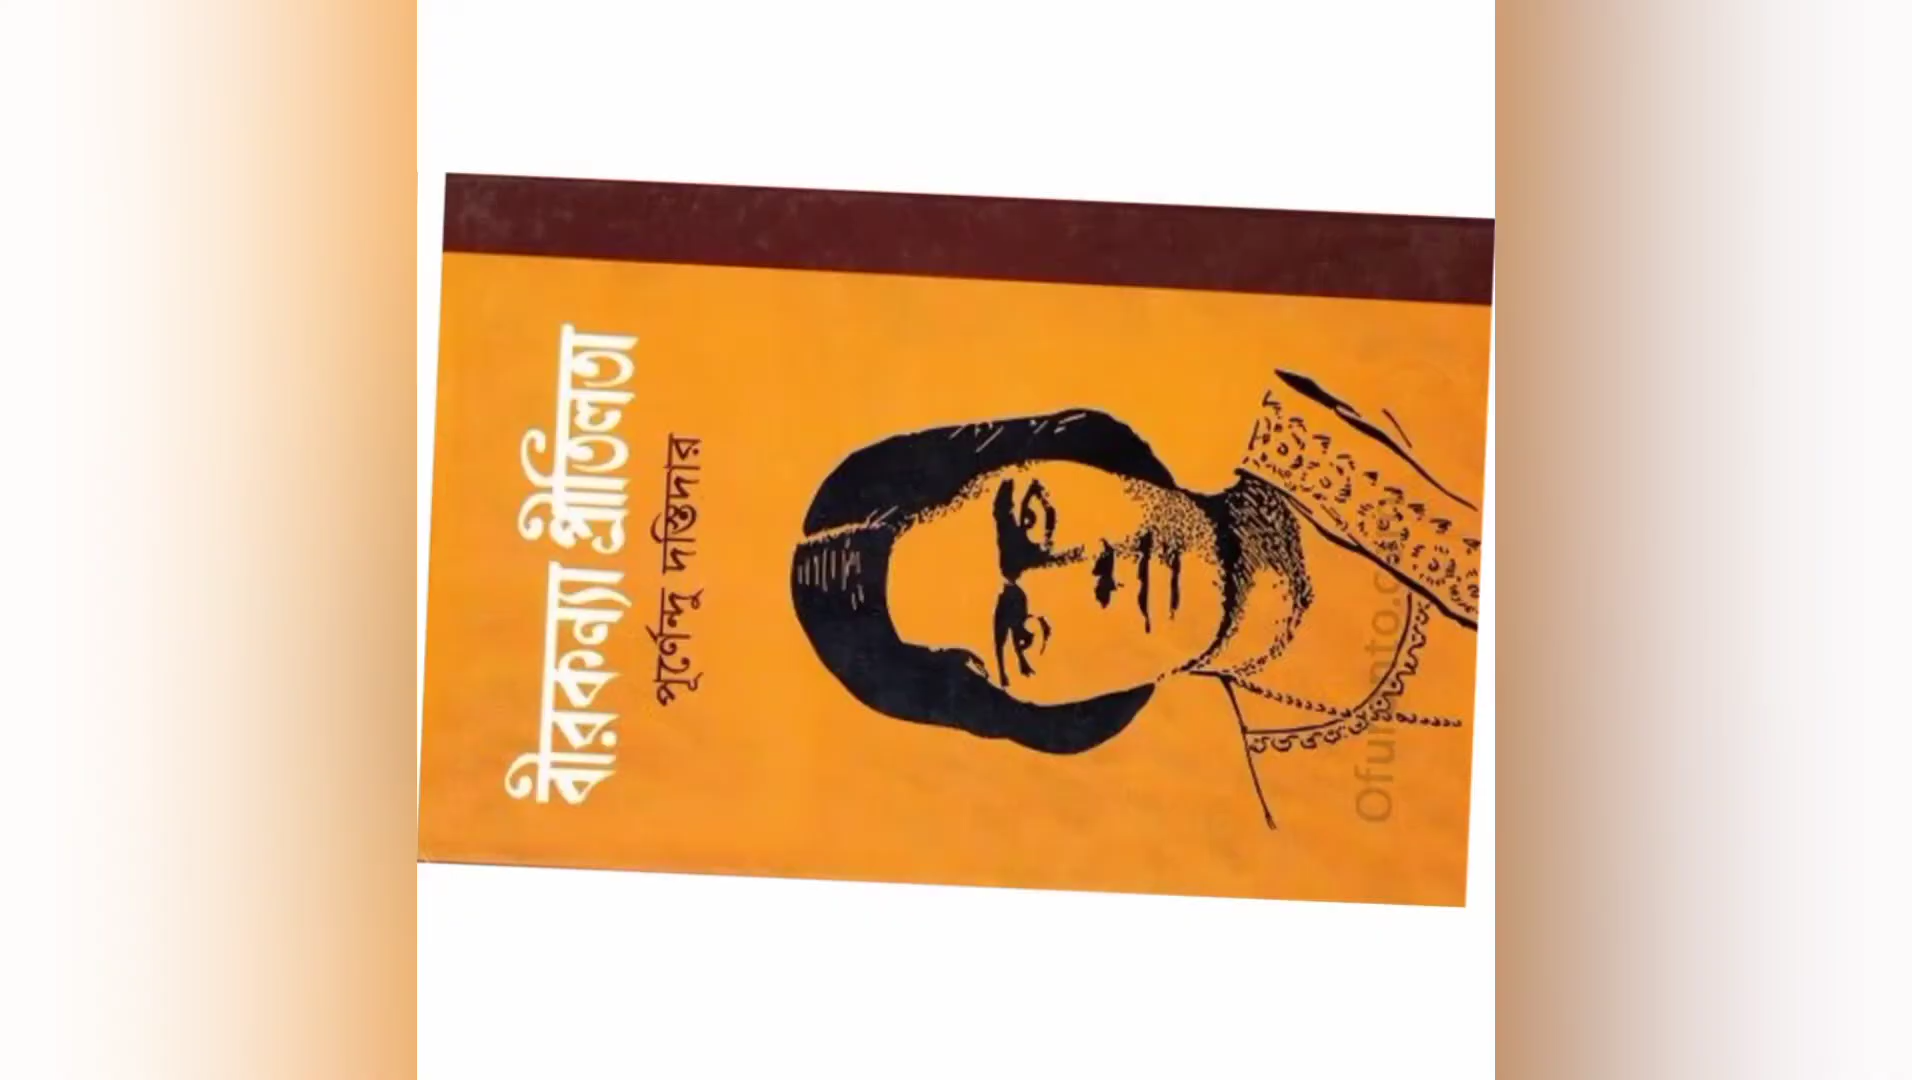 বীরকন্যা প্রীতিলতা
পূর্ণেন্দু দস্তিদার